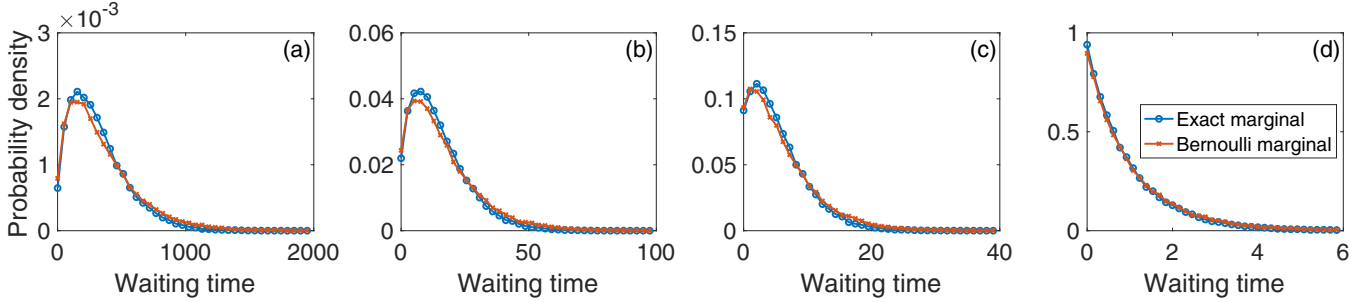 ×10⁻³
3
2
1
0
0 1000 2000
Probability density
Waiting time
(a)
0.06
0.04
0.02
0
0 50 100
Waiting time
(b)
0.15
0.1
0.05
0
0 20 40
Waiting time
(c)
1
0.5
0
0 2 4 6
Waiting time
(d)
Exact marginal
Bernoulli marginal